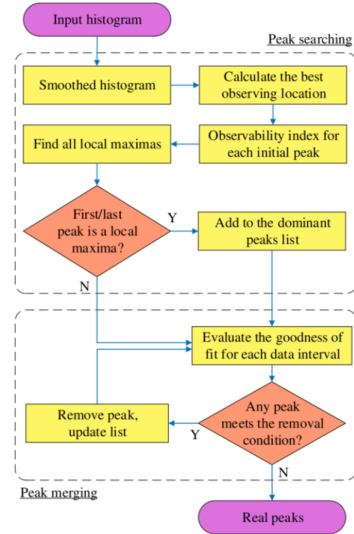 Input histogram
Peak searching
Smoothed histogram
Calculate the best
observing location
Find all local maximas
Observability index for
each initial peak
First/last
peak is a local
maxima?
Y
Add to the dominant
peaks list
N
Evaluate the goodness of
fit for each data interval
Remove peak,
update list
Any peak
meets the removal
condition?
Y
N
Peak merging
Real peaks